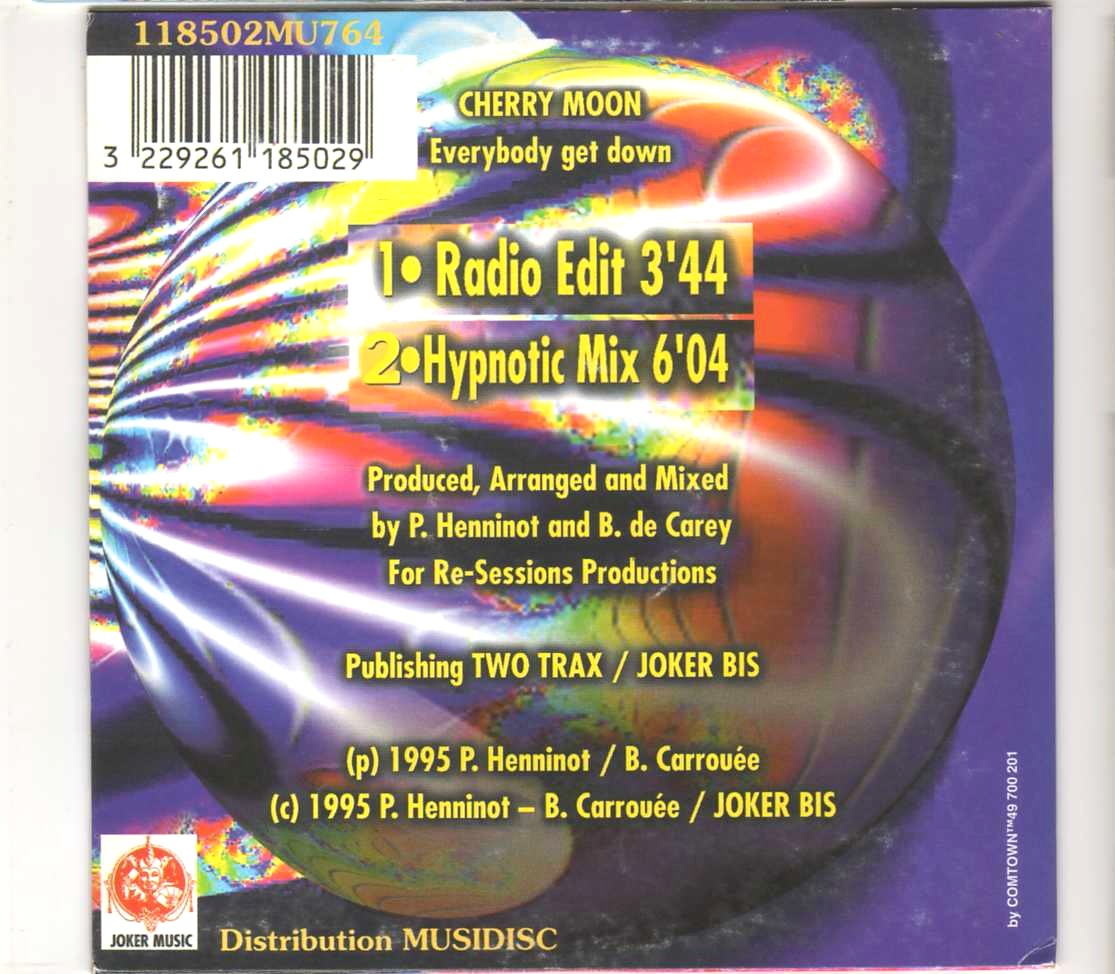 118502MU764
3 229261 185029
CHERRY MOON
Everybody get down
1• Radio Edit 3'44
2•Hypnotic Mix 6'04
Produced, Arranged and Mixed
by P. Henninot and B. de Carey
For Re-Sessions Productions
Publishing TWO TRAX / JOKER BIS
(p) 1995 P. Henninot / B. Carrouée
(c) 1995 P. Henninot – B. Carrouée / JOKER BIS
by COMTOWN™49 700 201
JOKER MUSIC
Distribution MUSIDISC